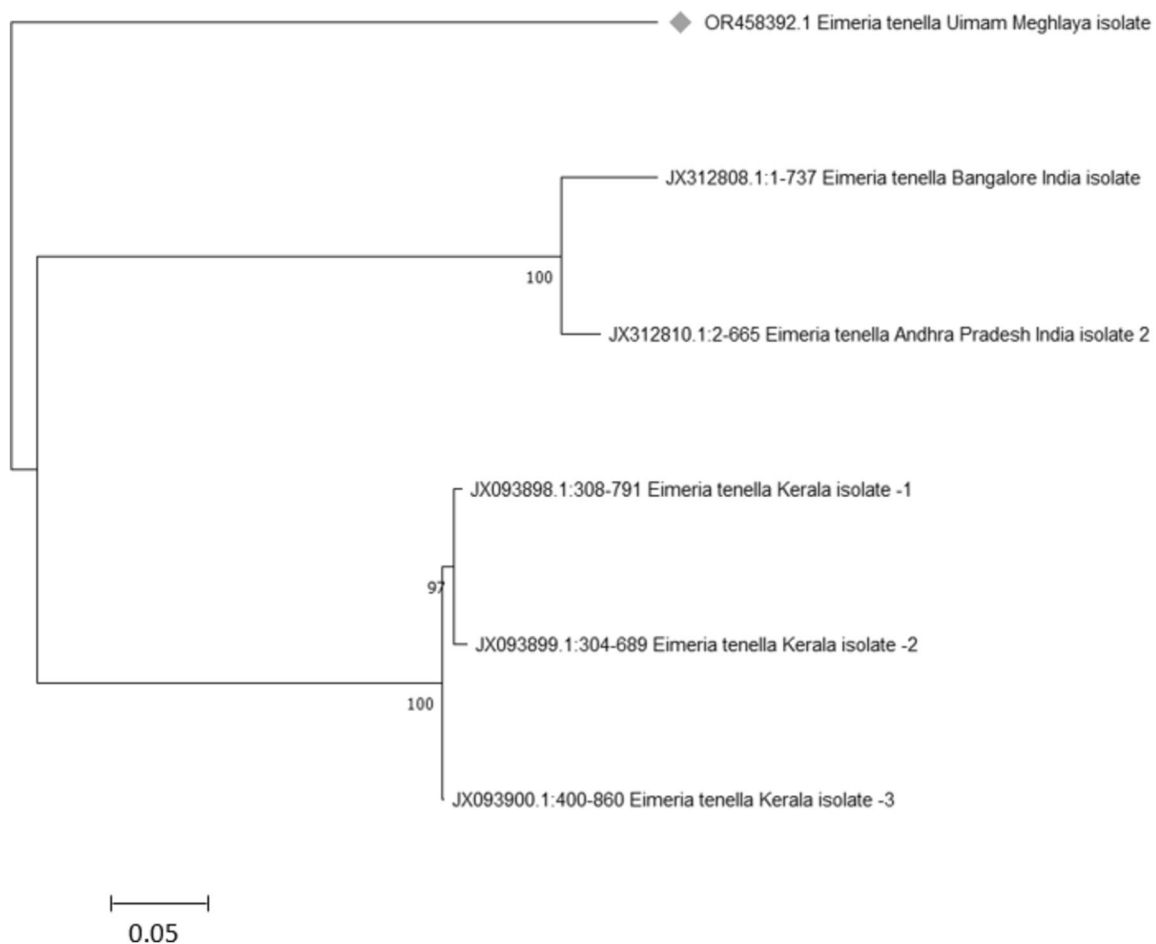 OR458392.1 Eimeria tenella Uimam Meghlaya isolate
JX312808.1:1-737 Eimeria tenella Bangalore India isolate
100
JX312810.1:2-665 Eimeria tenella Andhra Pradesh India isolate 2
JX093898.1:308-791 Eimeria tenella Kerala isolate -1
97
JX093899.1:304-689 Eimeria tenella Kerala isolate -2
100
JX093900.1:400-860 Eimeria tenella Kerala isolate -3
0.05